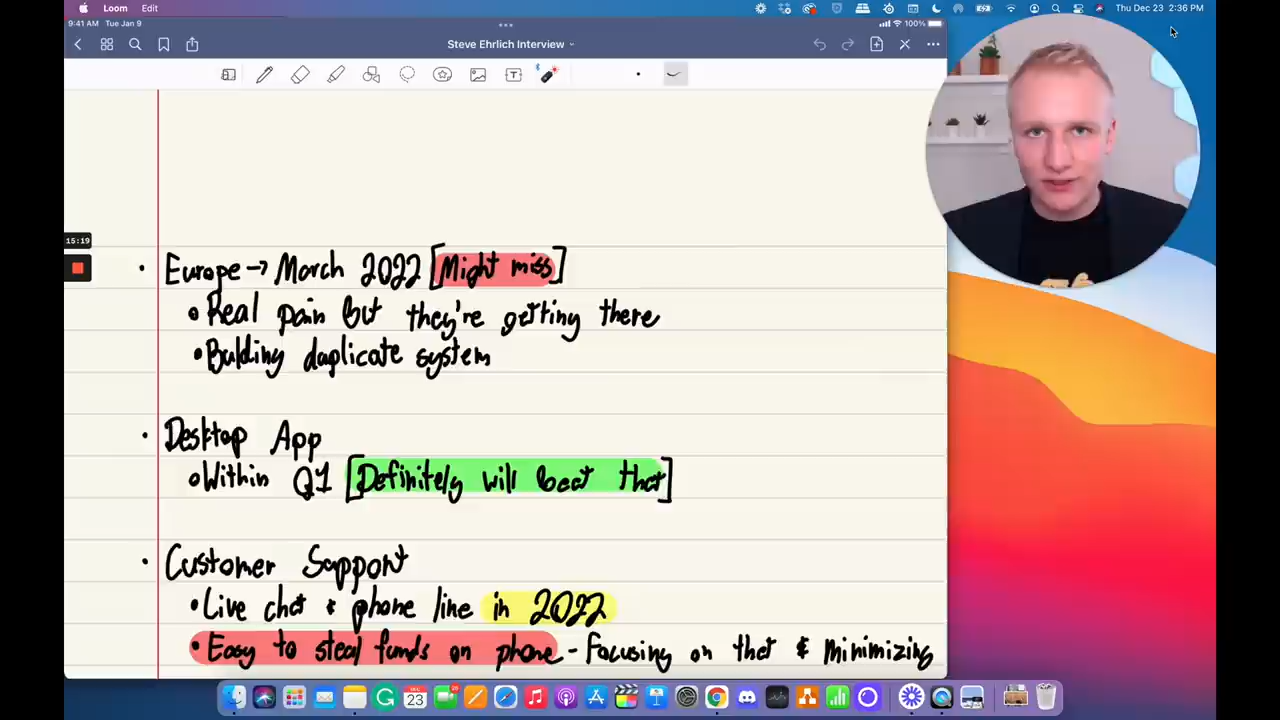 Loom Edit Thu Dec 23 2:36 PM
9:41 AM Tue Jan 9 100%
Steve Ehrlich Interview
15:19
Europe → March 2022 [Might miss]
Real pain but they're getting there
Bulding duplicate system
Desktop App
Within Q1 [Definitely will beat that]
Customer Support
Live chat & phone line in 2022
Easy to steal funds on phone - Focusing on that & minimizing
23